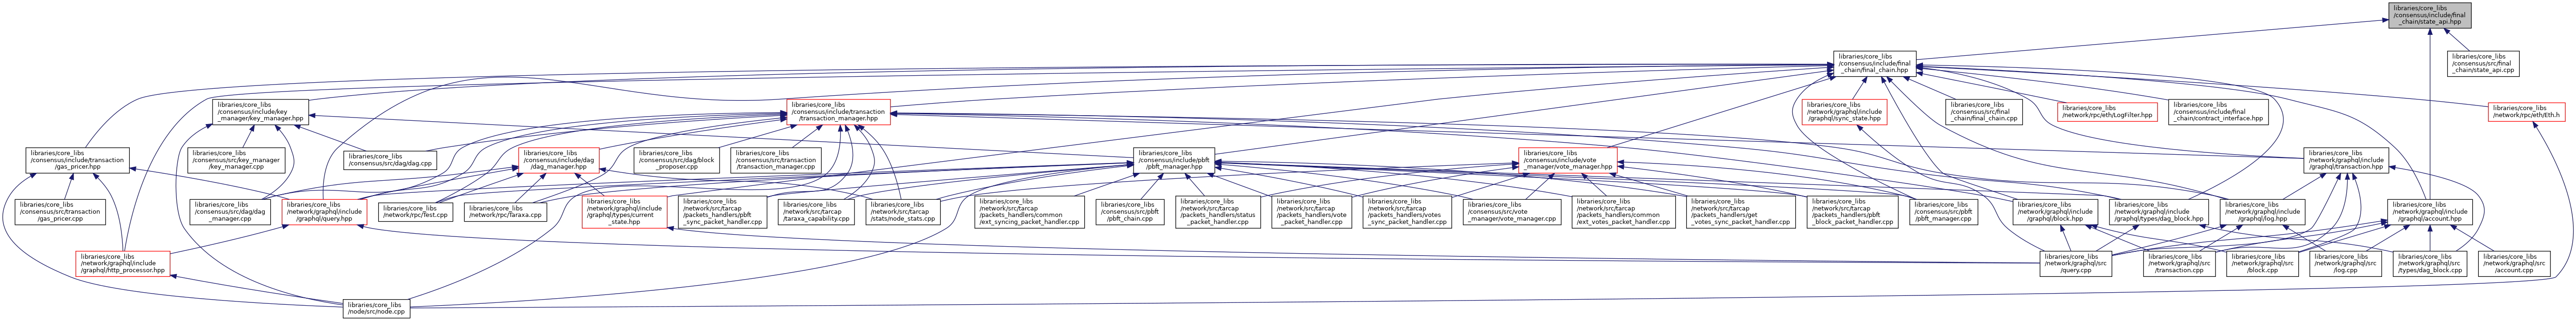 libraries/core_libs
/consensus/include/final
_chain/state_api.hpp
libraries/core_libs
/consensus/include/final
_chain/final_chain.hpp
libraries/core_libs
/consensus/src/final
_chain/state_api.cpp
libraries/core_libs
/consensus/include/key
_manager/key_manager.hpp
libraries/core_libs
/consensus/include/transaction
/transaction_manager.hpp
libraries/core_libs
/network/graphql/include
/graphql/sync_state.hpp
libraries/core_libs
/consensus/src/final
_chain/final_chain.cpp
libraries/core_libs
/network/rpc/eth/LogFilter.hpp
libraries/core_libs
/consensus/include/final
_chain/contract_interface.hpp
libraries/core_libs
/network/rpc/eth/Eth.h
libraries/core_libs
/consensus/include/transaction
/gas_pricer.hpp
libraries/core_libs
/consensus/src/key_manager
/key_manager.cpp
libraries/core_libs
/consensus/src/dag/dag.cpp
libraries/core_libs
/consensus/include/dag
/dag_manager.hpp
libraries/core_libs
/consensus/src/dag/block
_proposer.cpp
libraries/core_libs
/consensus/src/transaction
/transaction_manager.cpp
libraries/core_libs
/consensus/include/pbft
/pbft_manager.hpp
libraries/core_libs
/consensus/include/vote
_manager/vote_manager.hpp
libraries/core_libs
/network/graphql/include
/graphql/transaction.hpp
libraries/core_libs
/consensus/src/transaction
/gas_pricer.cpp
libraries/core_libs
/consensus/src/dag/dag
_manager.cpp
libraries/core_libs
/network/graphql/include
/graphql/query.hpp
libraries/core_libs
/network/rpc/Test.cpp
libraries/core_libs
/network/rpc/Taraxa.cpp
libraries/core_libs
/network/graphql/include
/graphql/types/current
_state.hpp
libraries/core_libs
/network/src/tarcap
/packets_handlers/pbft
_sync_packet_handler.cpp
libraries/core_libs
/network/src/tarcap
/taraxa_capability.cpp
libraries/core_libs
/network/src/tarcap
/stats/node_stats.cpp
libraries/core_libs
/network/src/tarcap
/packets_handlers/common
/ext_syncing_packet_handler.cpp
libraries/core_libs
/consensus/src/pbft
/pbft_chain.cpp
libraries/core_libs
/network/src/tarcap
/packets_handlers/status
_packet_handler.cpp
libraries/core_libs
/network/src/tarcap
/packets_handlers/vote
_packet_handler.cpp
libraries/core_libs
/network/src/tarcap
/packets_handlers/votes
_sync_packet_handler.cpp
libraries/core_libs
/consensus/src/vote
_manager/vote_manager.cpp
libraries/core_libs
/network/src/tarcap
/packets_handlers/common
/ext_votes_packet_handler.cpp
libraries/core_libs
/network/src/tarcap
/packets_handlers/get
_votes_sync_packet_handler.cpp
libraries/core_libs
/network/src/tarcap
/packets_handlers/pbft
_block_packet_handler.cpp
libraries/core_libs
/consensus/src/pbft
/pbft_manager.cpp
libraries/core_libs
/network/graphql/include
/graphql/block.hpp
libraries/core_libs
/network/graphql/include
/graphql/types/dag_block.hpp
libraries/core_libs
/network/graphql/include
/graphql/log.hpp
libraries/core_libs
/network/graphql/include
/graphql/account.hpp
libraries/core_libs
/network/graphql/include
/graphql/http_processor.hpp
libraries/core_libs
/network/graphql/src
/query.cpp
libraries/core_libs
/network/graphql/src
/transaction.cpp
libraries/core_libs
/network/graphql/src
/block.cpp
libraries/core_libs
/network/graphql/src
/log.cpp
libraries/core_libs
/network/graphql/src
/types/dag_block.cpp
libraries/core_libs
/network/graphql/src
/account.cpp
libraries/core_libs
/node/src/node.cpp